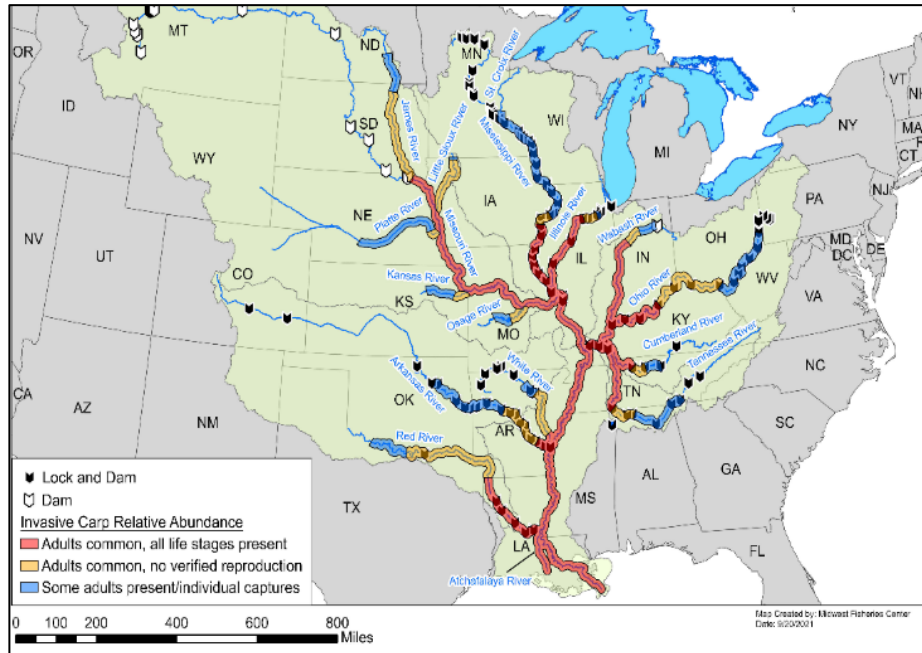 OR
ID
MT
ND
MN
WI
MI
VT
NH
MA
CT
NY
WY
SD
James River
Little Sioux River
St. Croix River
Mississippi River
PA
NJ
MD
DE
DC
NV
UT
CO
NE
IA
IL
IN
OH
WV
VA
Platte River
Missouri River
Illinois River
Wabash River
Ohio River
KS
Kansas River
Osage River
MO
KY
Cumberland River
Tennessee River
NC
CA
AZ
NM
OK
Arkansas River
White River
AR
TN
SC
Red River
TX
LA
MS
AL
GA
FL
Atchafalaya River
Lock and Dam
Dam
Invasive Carp Relative Abundance
Adults common, all life stages present
Adults common, no verified reproduction
Some adults present/individual captures
0 100 200 400 600 800
Miles
Map Created by: Midwest Fisheries Center
Date: 9/20/2021